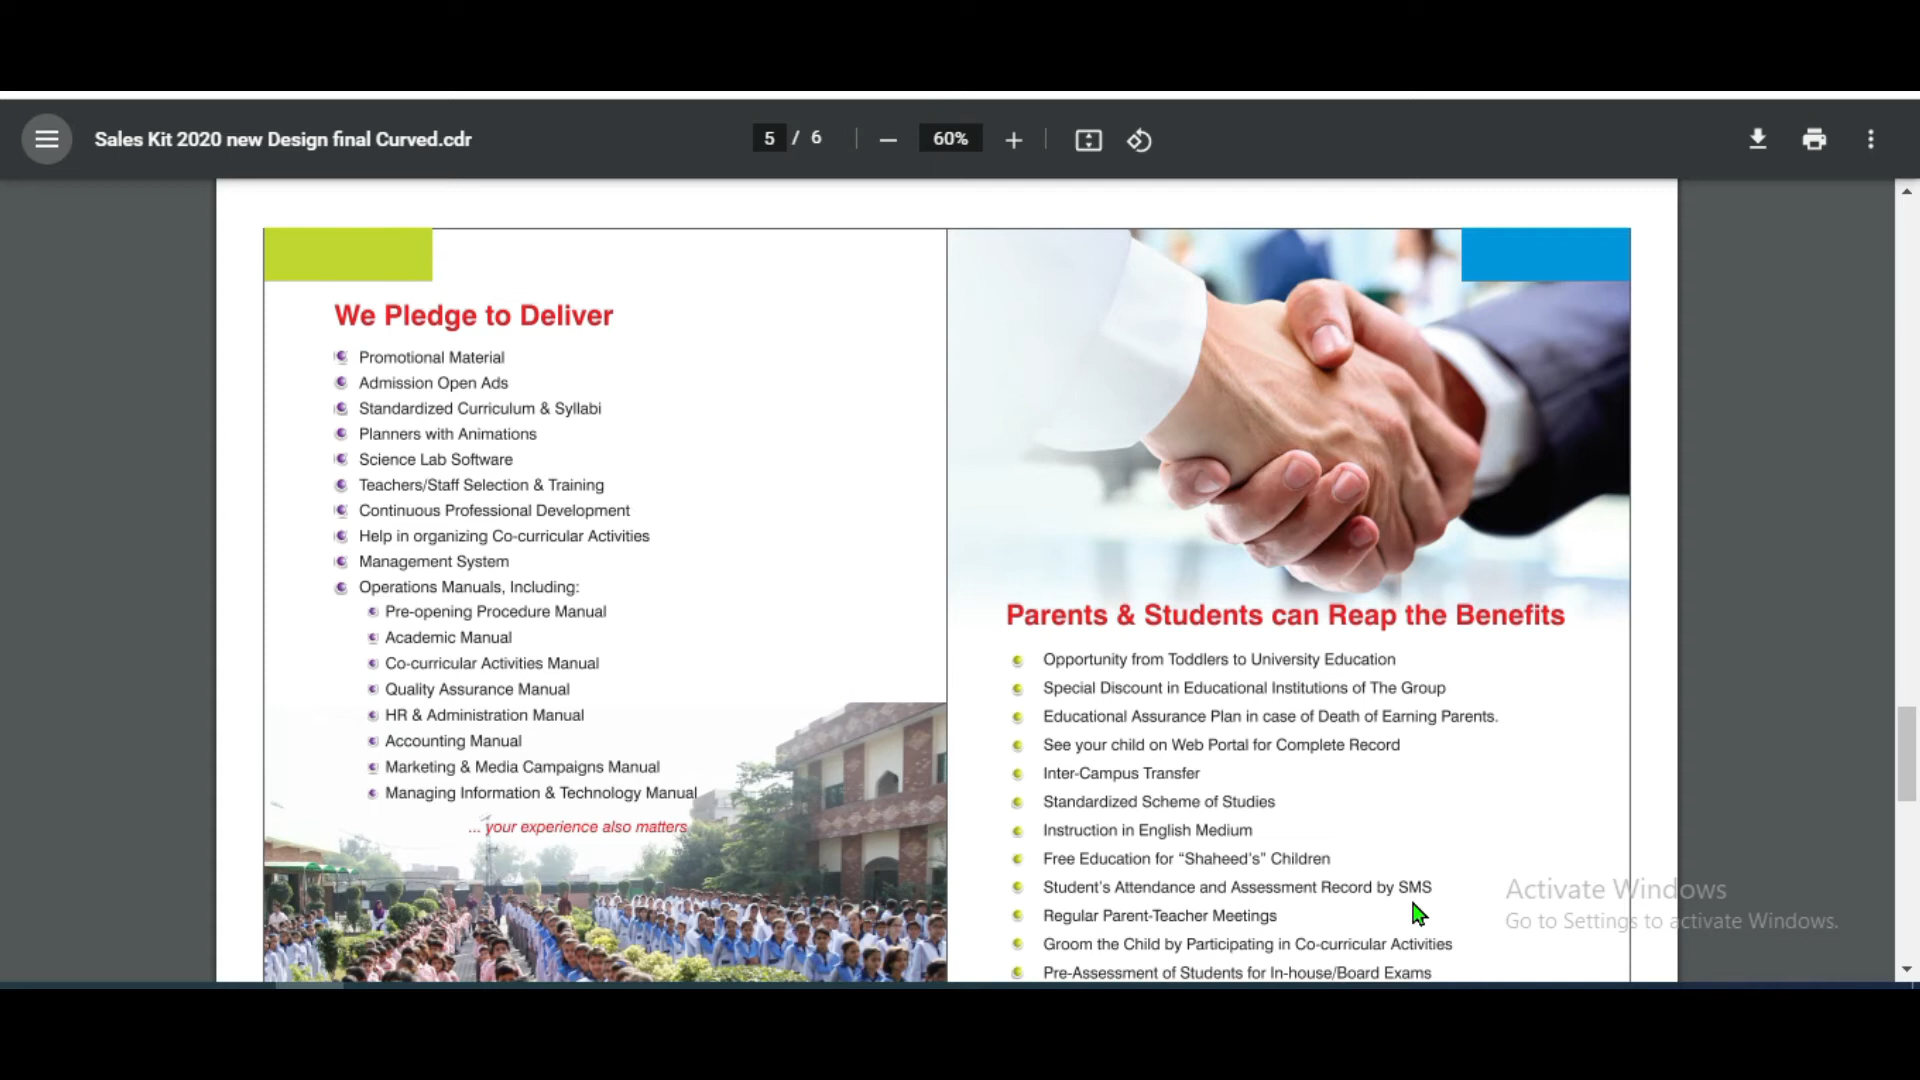 Sales Kit 2020 new Design final Curved.cdr
5 / 6
60%
We Pledge to Deliver
Promotional Material
Admission Open Ads
Standardized Curriculum & Syllabi
Planners with Animations
Science Lab Software
Teachers/Staff Selection & Training
Continuous Professional Development
Help in organizing Co-curricular Activities
Management System
Operations Manuals, Including:
Pre-opening Procedure Manual
Academic Manual
Co-curricular Activities Manual
Quality Assurance Manual
HR & Administration Manual
Accounting Manual
Marketing & Media Campaigns Manual
Managing Information & Technology Manual
... your experience also matters
Parents & Students can Reap the Benefits
Opportunity from Toddlers to University Education
Special Discount in Educational Institutions of The Group
Educational Assurance Plan in case of Death of Earning Parents.
See your child on Web Portal for Complete Record
Inter-Campus Transfer
Standardized Scheme of Studies
Instruction in English Medium
Free Education for “Shaheed’s” Children
Student’s Attendance and Assessment Record by SMS
Regular Parent-Teacher Meetings
Groom the Child by Participating in Co-curricular Activities
Pre-Assessment of Students for In-house/Board Exams
Activate Windows
Go to Settings to activate Windows.